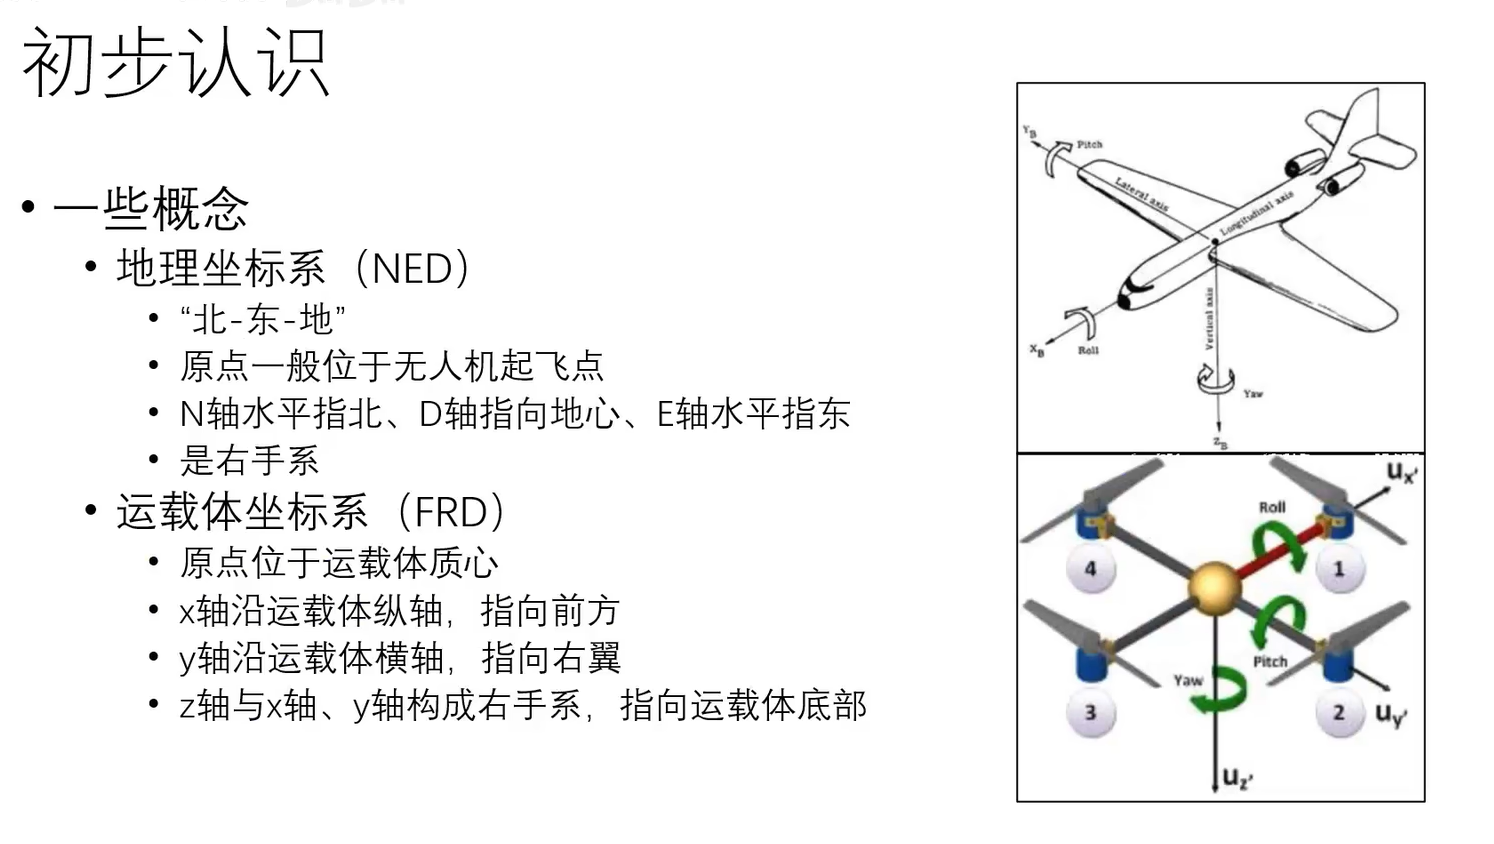 初步认识
• 一些概念
• 地理坐标系（NED）
• “北-东-地”
• 原点一般位于无人机起飞点
• N轴水平指北、D轴指向地心、E轴水平指东
• 是右手系
• 运载体坐标系（FRD）
• 原点位于运载体质心
• x轴沿运载体纵轴，指向前方
• y轴沿运载体横轴，指向右翼
• z轴与x轴、y轴构成右手系，指向运载体底部
YB
Pitch
Lateral axis
Longitudinal axis
Vertical axis
XB
Roll
Yaw
ZB
ux'
Roll
4
1
Pitch
Yaw
3
2
uy'
uz'